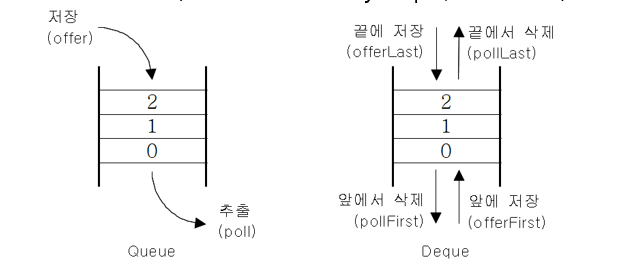 저장
(offer)
2
1
0
추출
(poll)
Queue
끝에 저장
(offerLast)
끝에서 삭제
(pollLast)
2
1
0
앞에서 삭제
(pollFirst)
앞에 저장
(offerFirst)
Deque